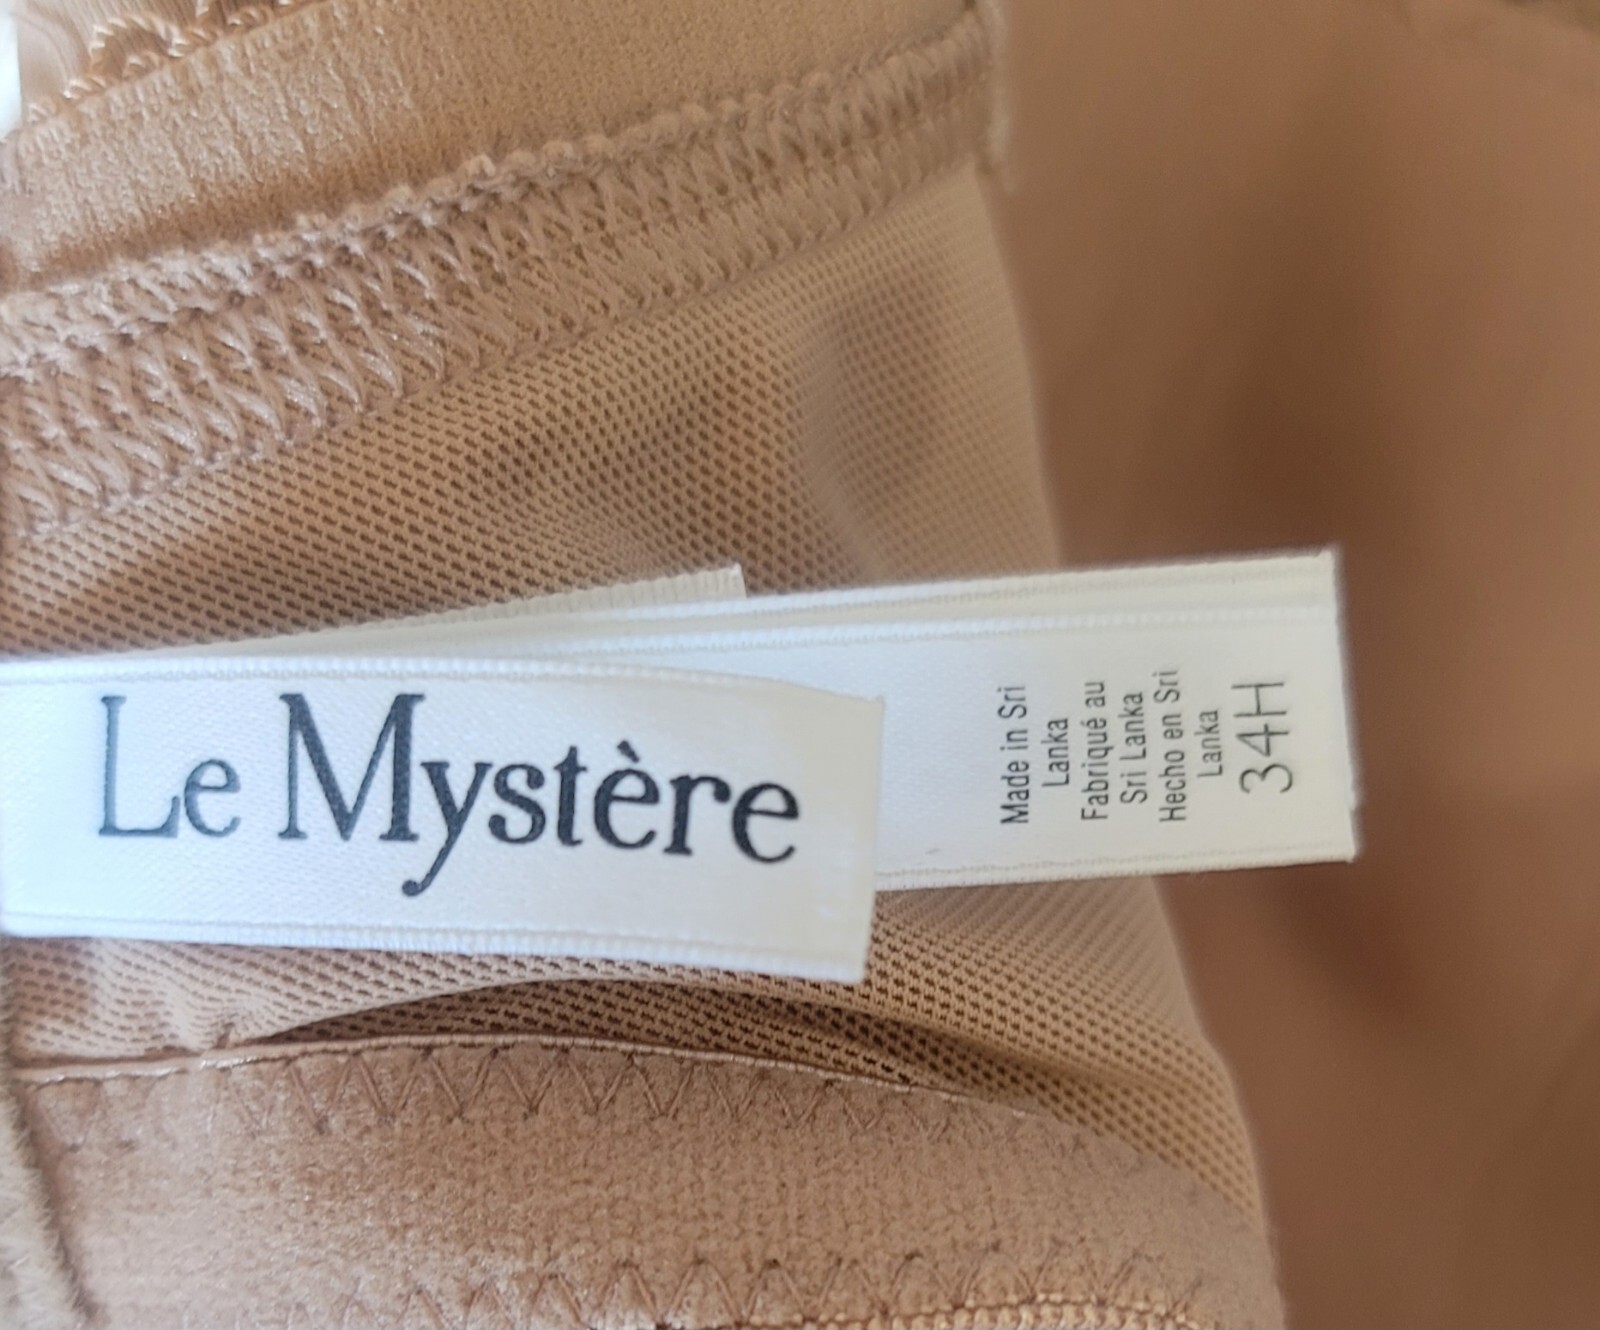 Le Mystère
Made in Sri
Lanka
Fabriqué au
Sri Lanka
Hecho en Sri
Lanka
34H